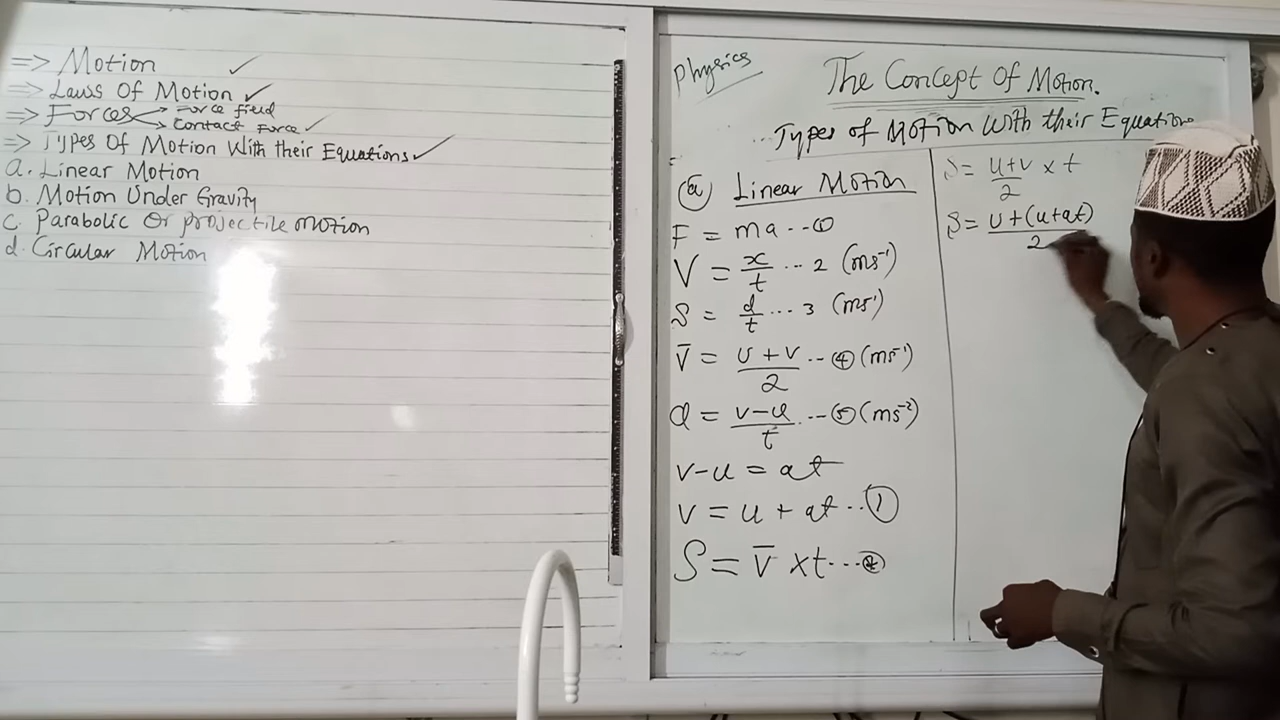 => Motion ✓
=> Laws Of Motion ✓
=> Forces → Force field
→ Contact Force ✓
=> Types Of Motion With their Equations ✓
a. Linear Motion
b. Motion Under Gravity
c. Parabolic Or projectile motion
d. Circular Motion
Physics
The Concept Of Motion.
Types of Motion With their Equations
(a) Linear Motion
F = ma -- ①
V = x/t --- 2 (ms⁻¹)
S = d/t --- 3 (ms⁻¹)
V̄ = U + V / 2 -- ④ (ms⁻¹)
a = v-u / t --- ⑤ (ms⁻²)
v-u = at
v = u + at -- ①
S = V̄ x t --- ②
S = U+V / 2 x t
S = U+(U+at) / 2